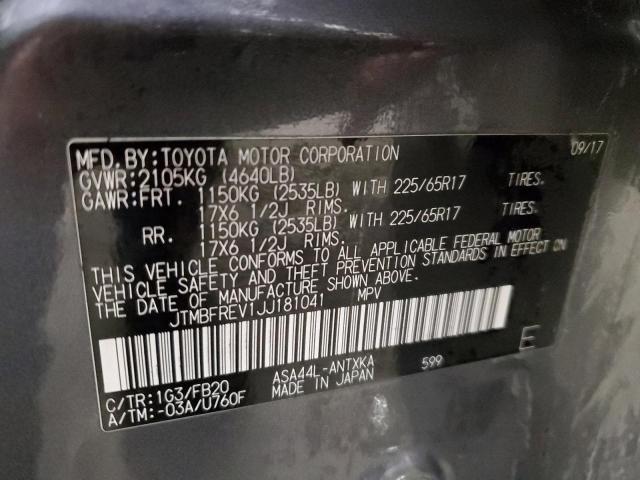 MFD. BY: TOYOTA MOTOR CORPORATION 09/17
GVWR: 2105KG (4640LB)
GAWR: FRT. 1150KG (2535LB) WITH 225/65R17 TIRES.
17X6 1/2J RIMS.
RR. 1150KG (2535LB) WITH 225/65R17 TIRES.
17X6 1/2J RIMS.
THIS VEHICLE CONFORMS TO ALL APPLICABLE FEDERAL MOTOR
VEHICLE SAFETY AND THEFT PREVENTION STANDARDS IN EFFECT ON
THE DATE OF MANUFACTURE SHOWN ABOVE.
JTMBFREV1JJ181041 MPV
E
C/TR: 1G3/FB20 ASA44L-ANTXKA 599
A/TM: -03A/U760F MADE IN JAPAN